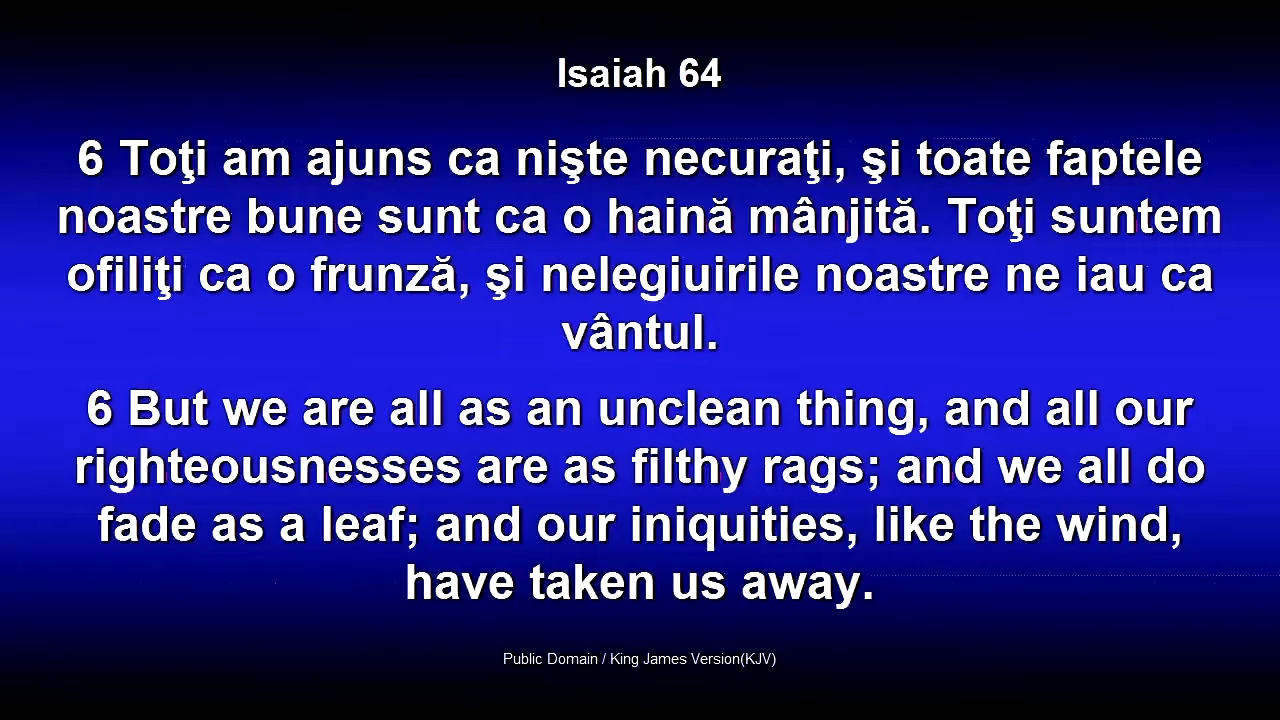 Isaiah 64
6 Toţi am ajuns ca nişte necuraţi, şi toate faptele
noastre bune sunt ca o haină mânjită. Toţi suntem
ofiliţi ca o frunză, şi nelegiuirile noastre ne iau ca
vântul.
6 But we are all as an unclean thing, and all our
righteousnesses are as filthy rags; and we all do
fade as a leaf; and our iniquities, like the wind,
have taken us away.
Public Domain / King James Version(KJV)